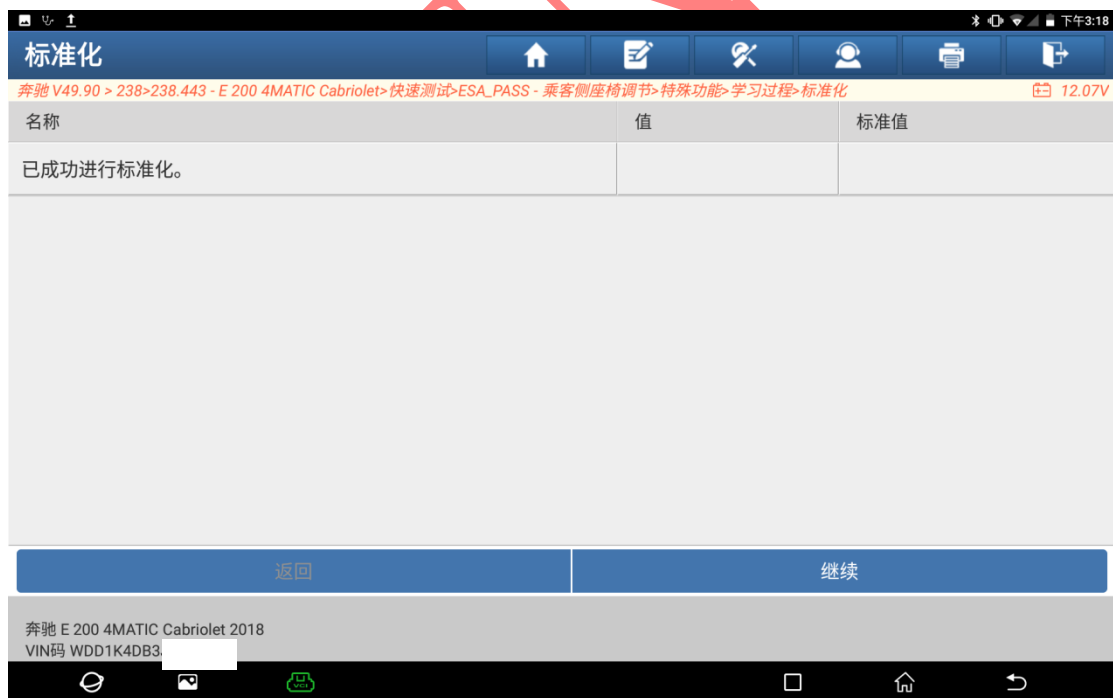 下午3:18
标准化
奔驰 V49.90 > 238>238.443 - E 200 4MATIC Cabriolet>快速测试>ESA_PASS - 乘客侧座椅调节>特殊功能>学习过程>标准化 12.07V
名称 值 标准值
已成功进行标准化。
返回 继续
奔驰 E 200 4MATIC Cabriolet 2018
VIN码 WDD1K4DB3
VCI